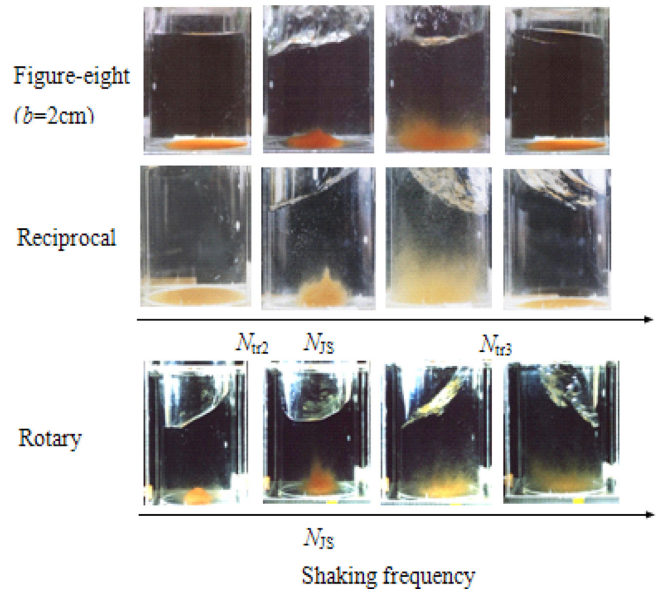 Figure-eight
(b=2cm)
Reciprocal
Ntr2 NJS Ntr3
Rotary
NJS
Shaking frequency